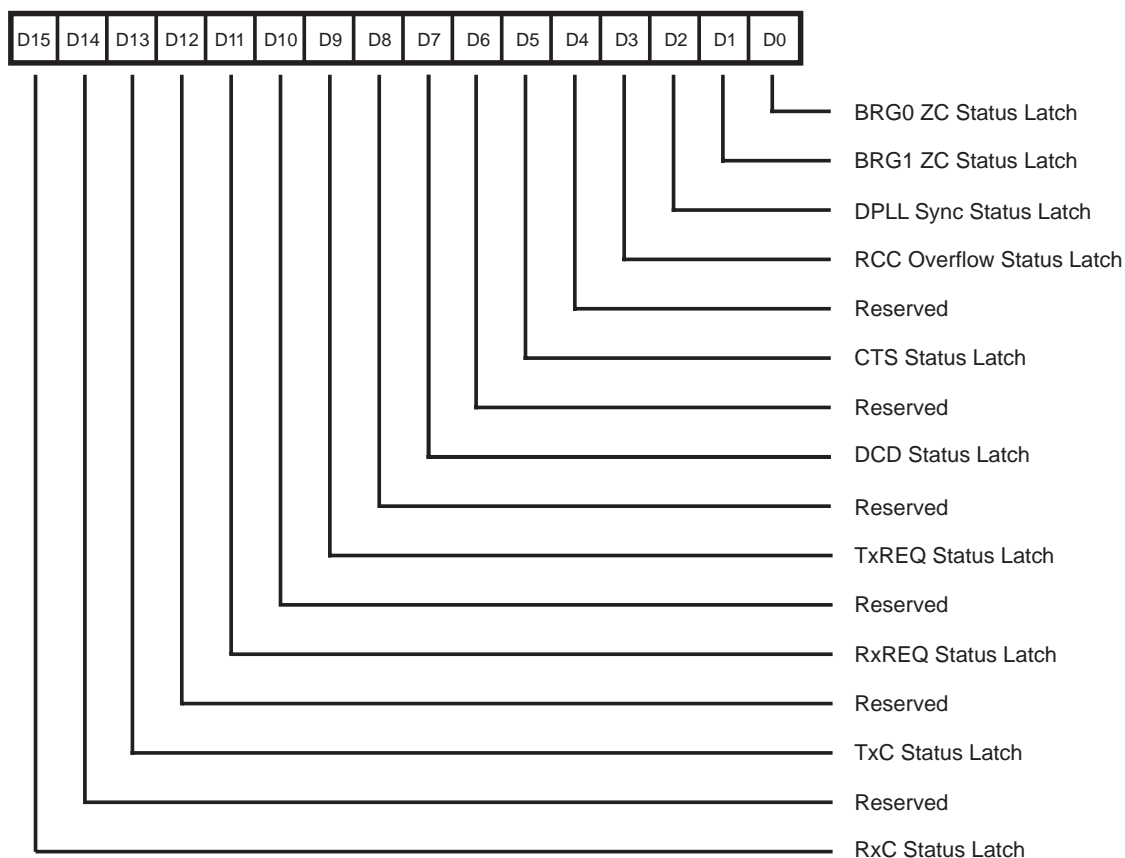 D15 D14 D13 D12 D11 D10 D9 D8 D7 D6 D5 D4 D3 D2 D1 D0
BRG0 ZC Status Latch
BRG1 ZC Status Latch
DPLL Sync Status Latch
RCC Overflow Status Latch
Reserved
CTS Status Latch
Reserved
DCD Status Latch
Reserved
TxREQ Status Latch
Reserved
RxREQ Status Latch
Reserved
TxC Status Latch
Reserved
RxC Status Latch